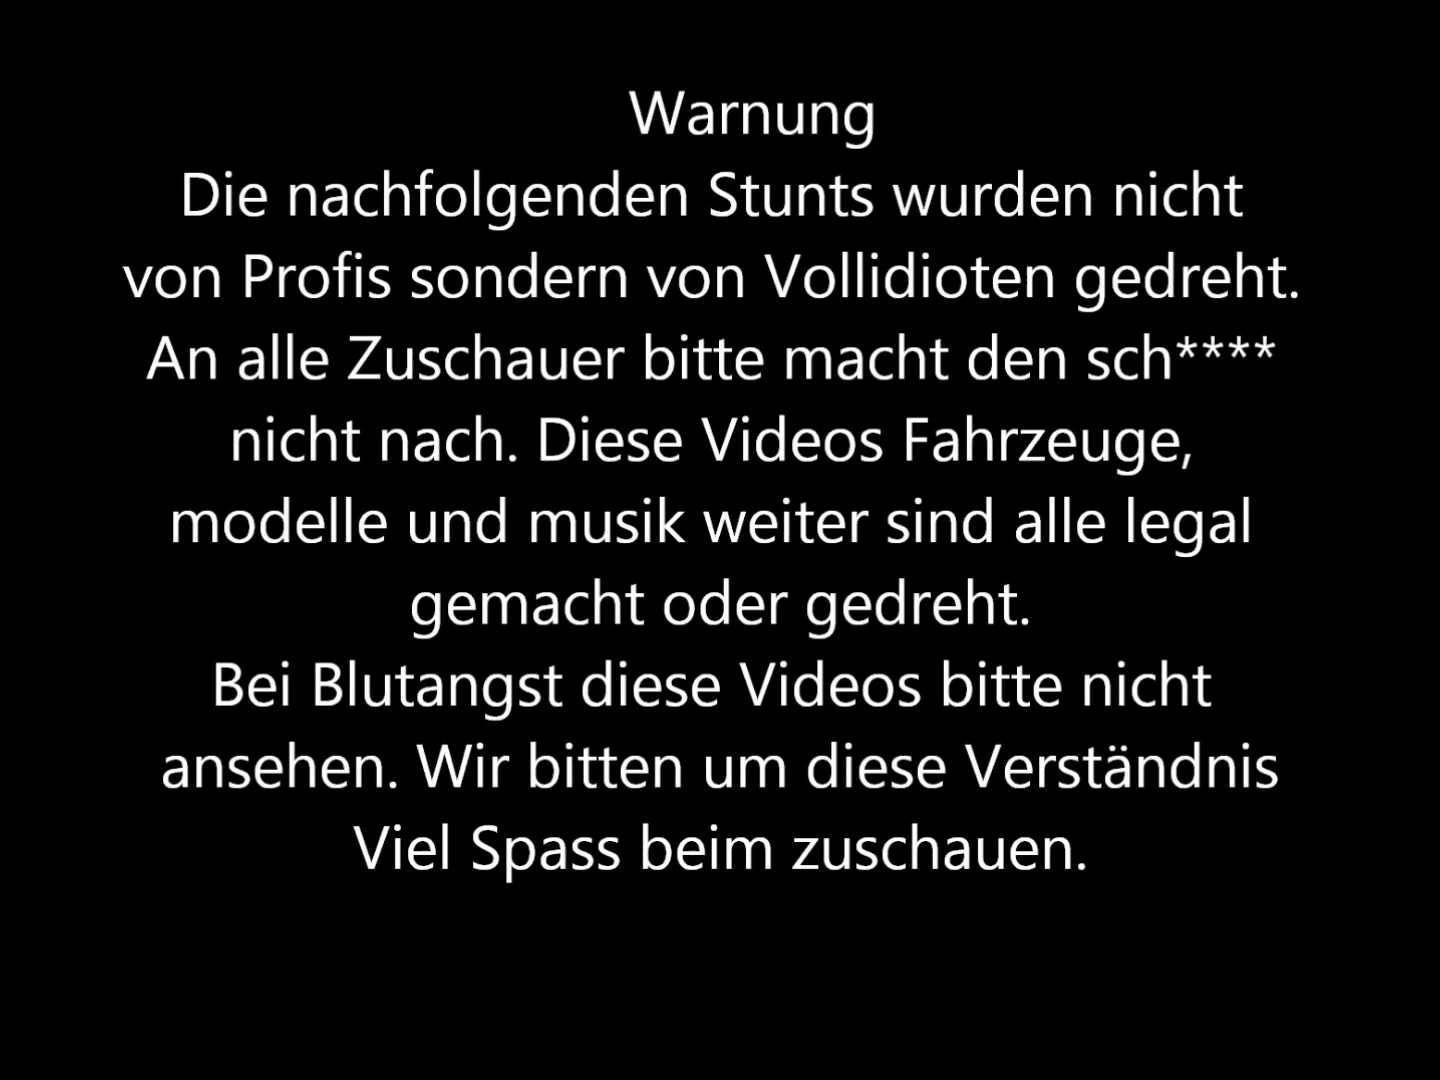 Warnung
Die nachfolgenden Stunts wurden nicht
von Profis sondern von Vollidioten gedreht.
An alle Zuschauer bitte macht den sch****
nicht nach. Diese Videos Fahrzeuge,
modelle und musik weiter sind alle legal
gemacht oder gedreht.
Bei Blutangst diese Videos bitte nicht
ansehen. Wir bitten um diese Verständnis
Viel Spass beim zuschauen.